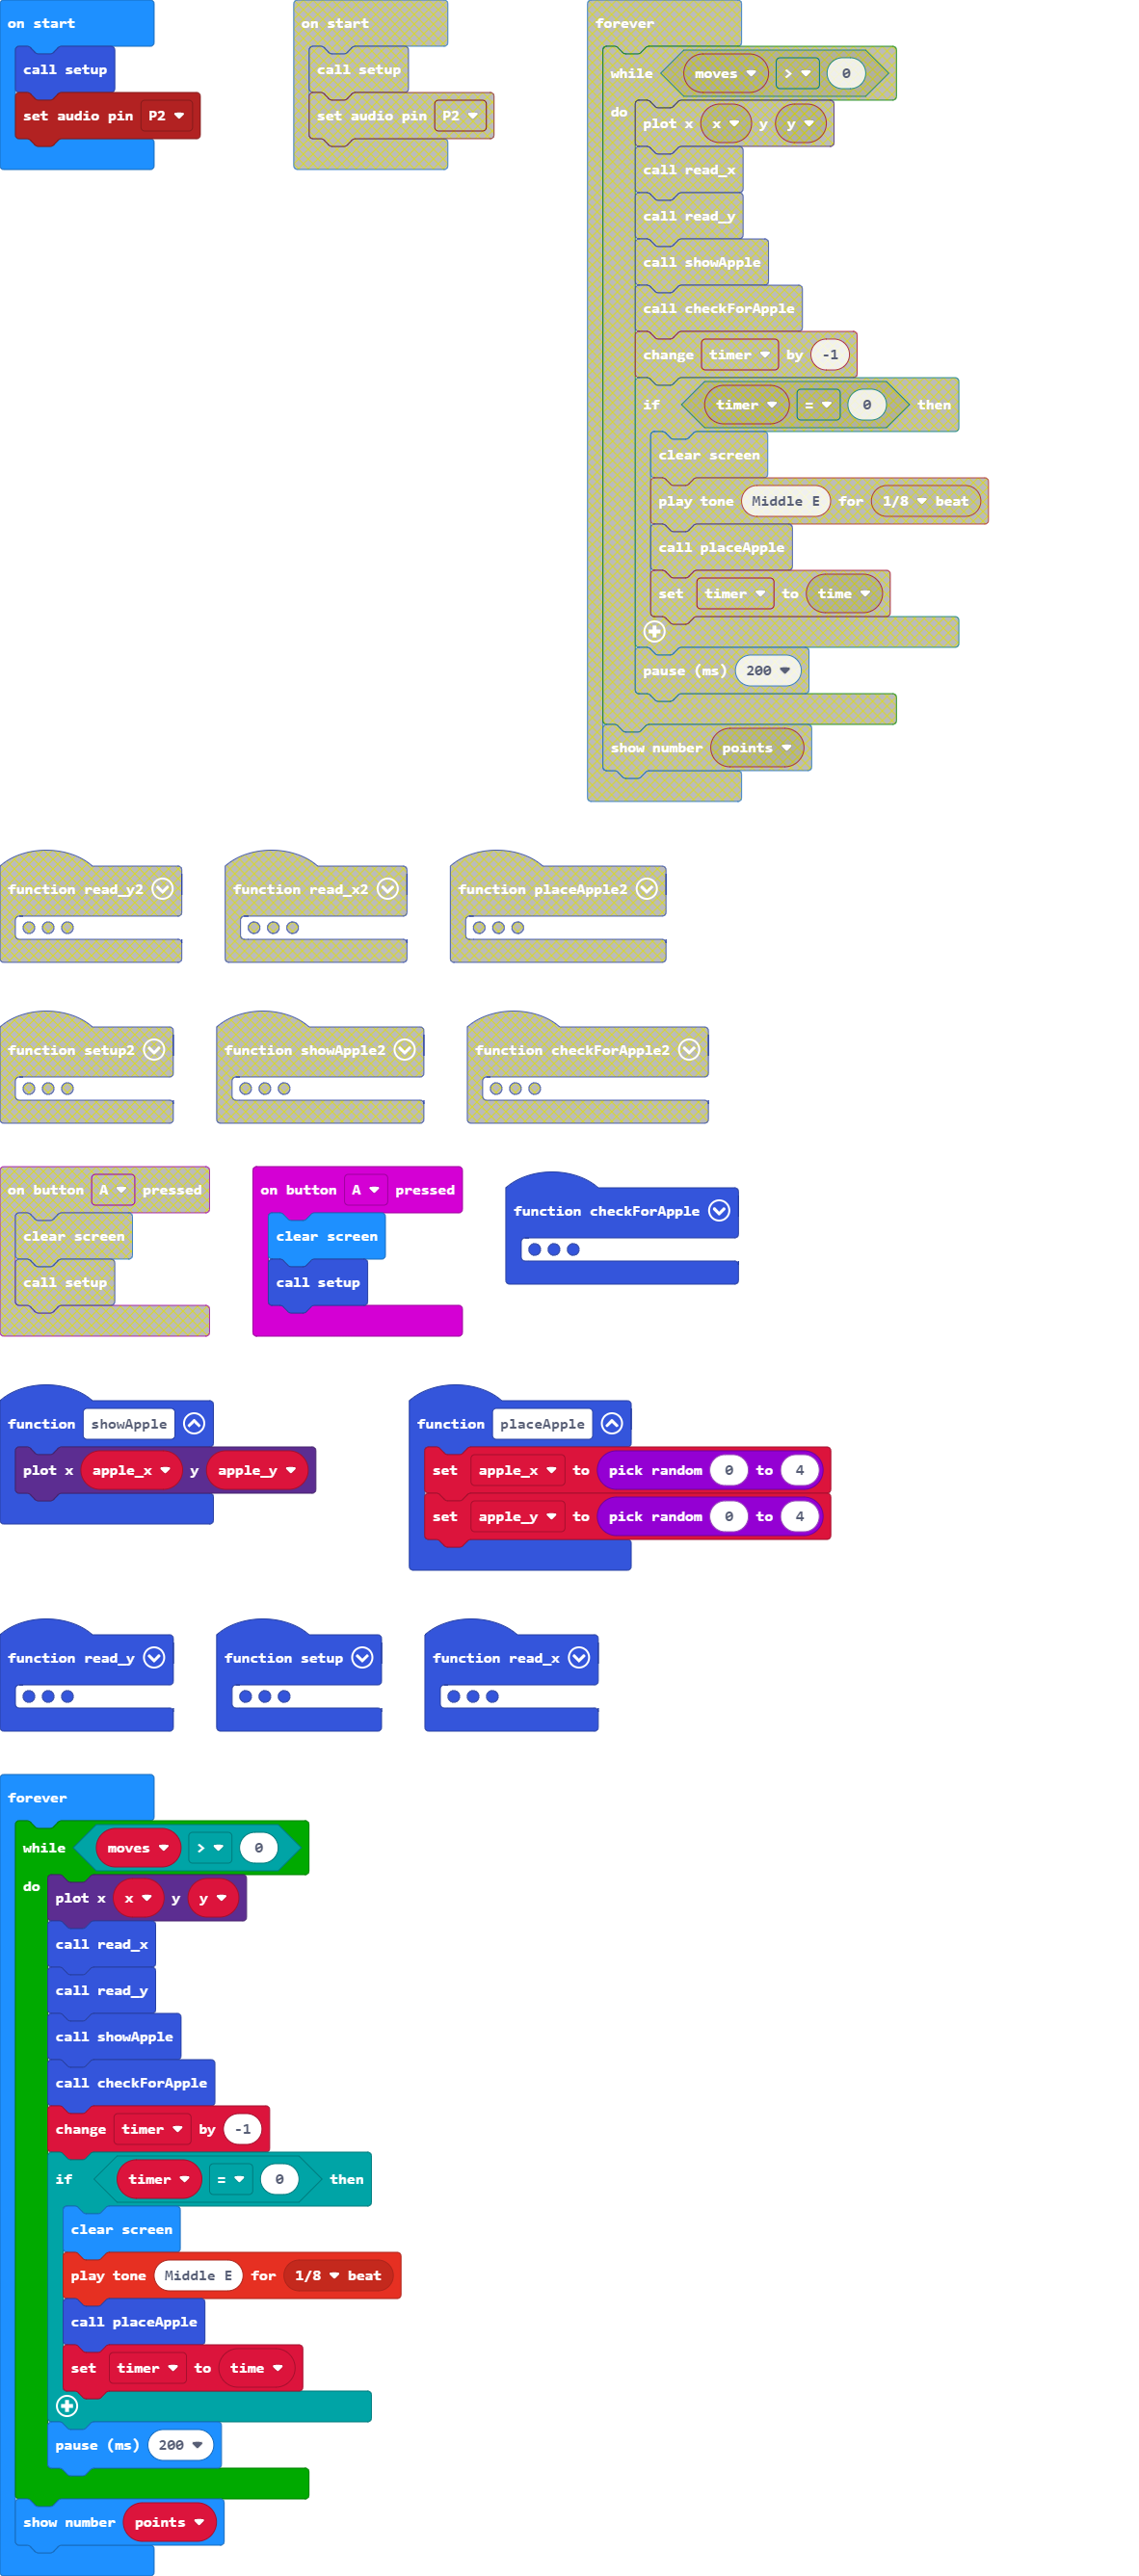 on start
call setup
set audio pin P2
on start
call setup
set audio pin P2
forever
while moves > 0
do
plot x x y y
call read_x
call read_y
call showApple
call checkForApple
change timer by -1
if timer = 0 then
clear screen
play tone Middle E for 1/8 beat
call placeApple
set timer to time
pause (ms) 200
show number points
function read_y2
function read_x2
function placeApple2
function setup2
function showApple2
function checkForApple2
on button A pressed
clear screen
call setup
on button A pressed
clear screen
call setup
function checkForApple
function showApple
plot x apple_x y apple_y
function placeApple
set apple_x to pick random 0 to 4
set apple_y to pick random 0 to 4
function read_y
function setup
function read_x
forever
while moves > 0
do
plot x x y y
call read_x
call read_y
call showApple
call checkForApple
change timer by -1
if timer = 0 then
clear screen
play tone Middle E for 1/8 beat
call placeApple
set timer to time
pause (ms) 200
show number points